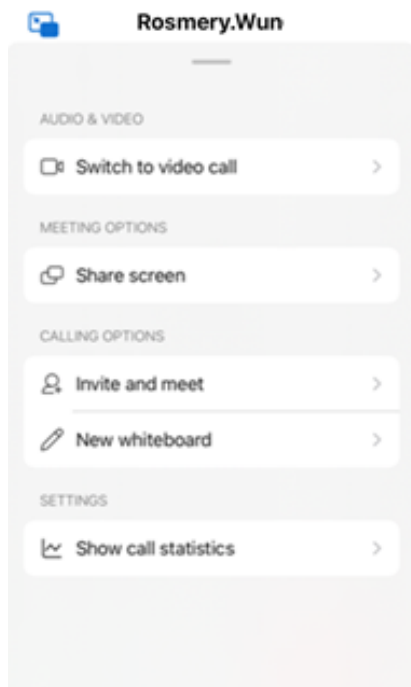 Rosmery.Wun
AUDIO & VIDEO
Switch to video call
MEETING OPTIONS
Share screen
CALLING OPTIONS
Invite and meet
New whiteboard
SETTINGS
Show call statistics